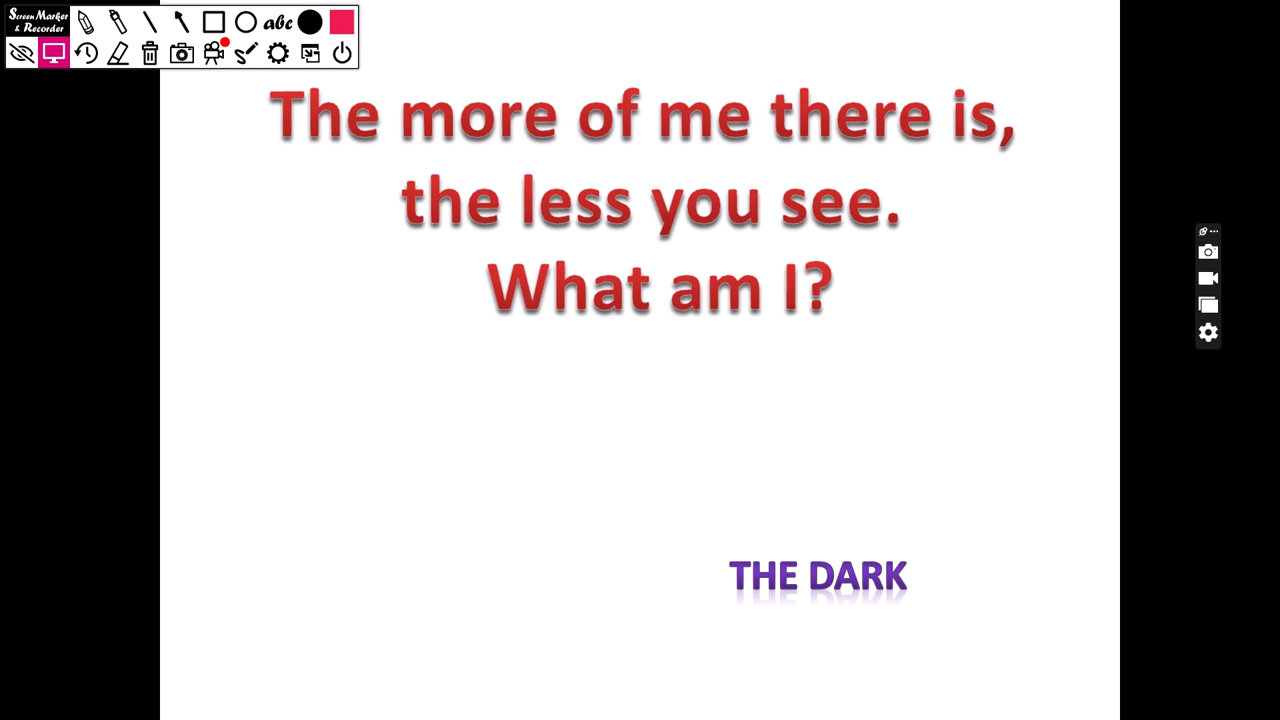 Screen Marker
& Recorder
abc
The more of me there is,
the less you see.
What am I?
THE DARK